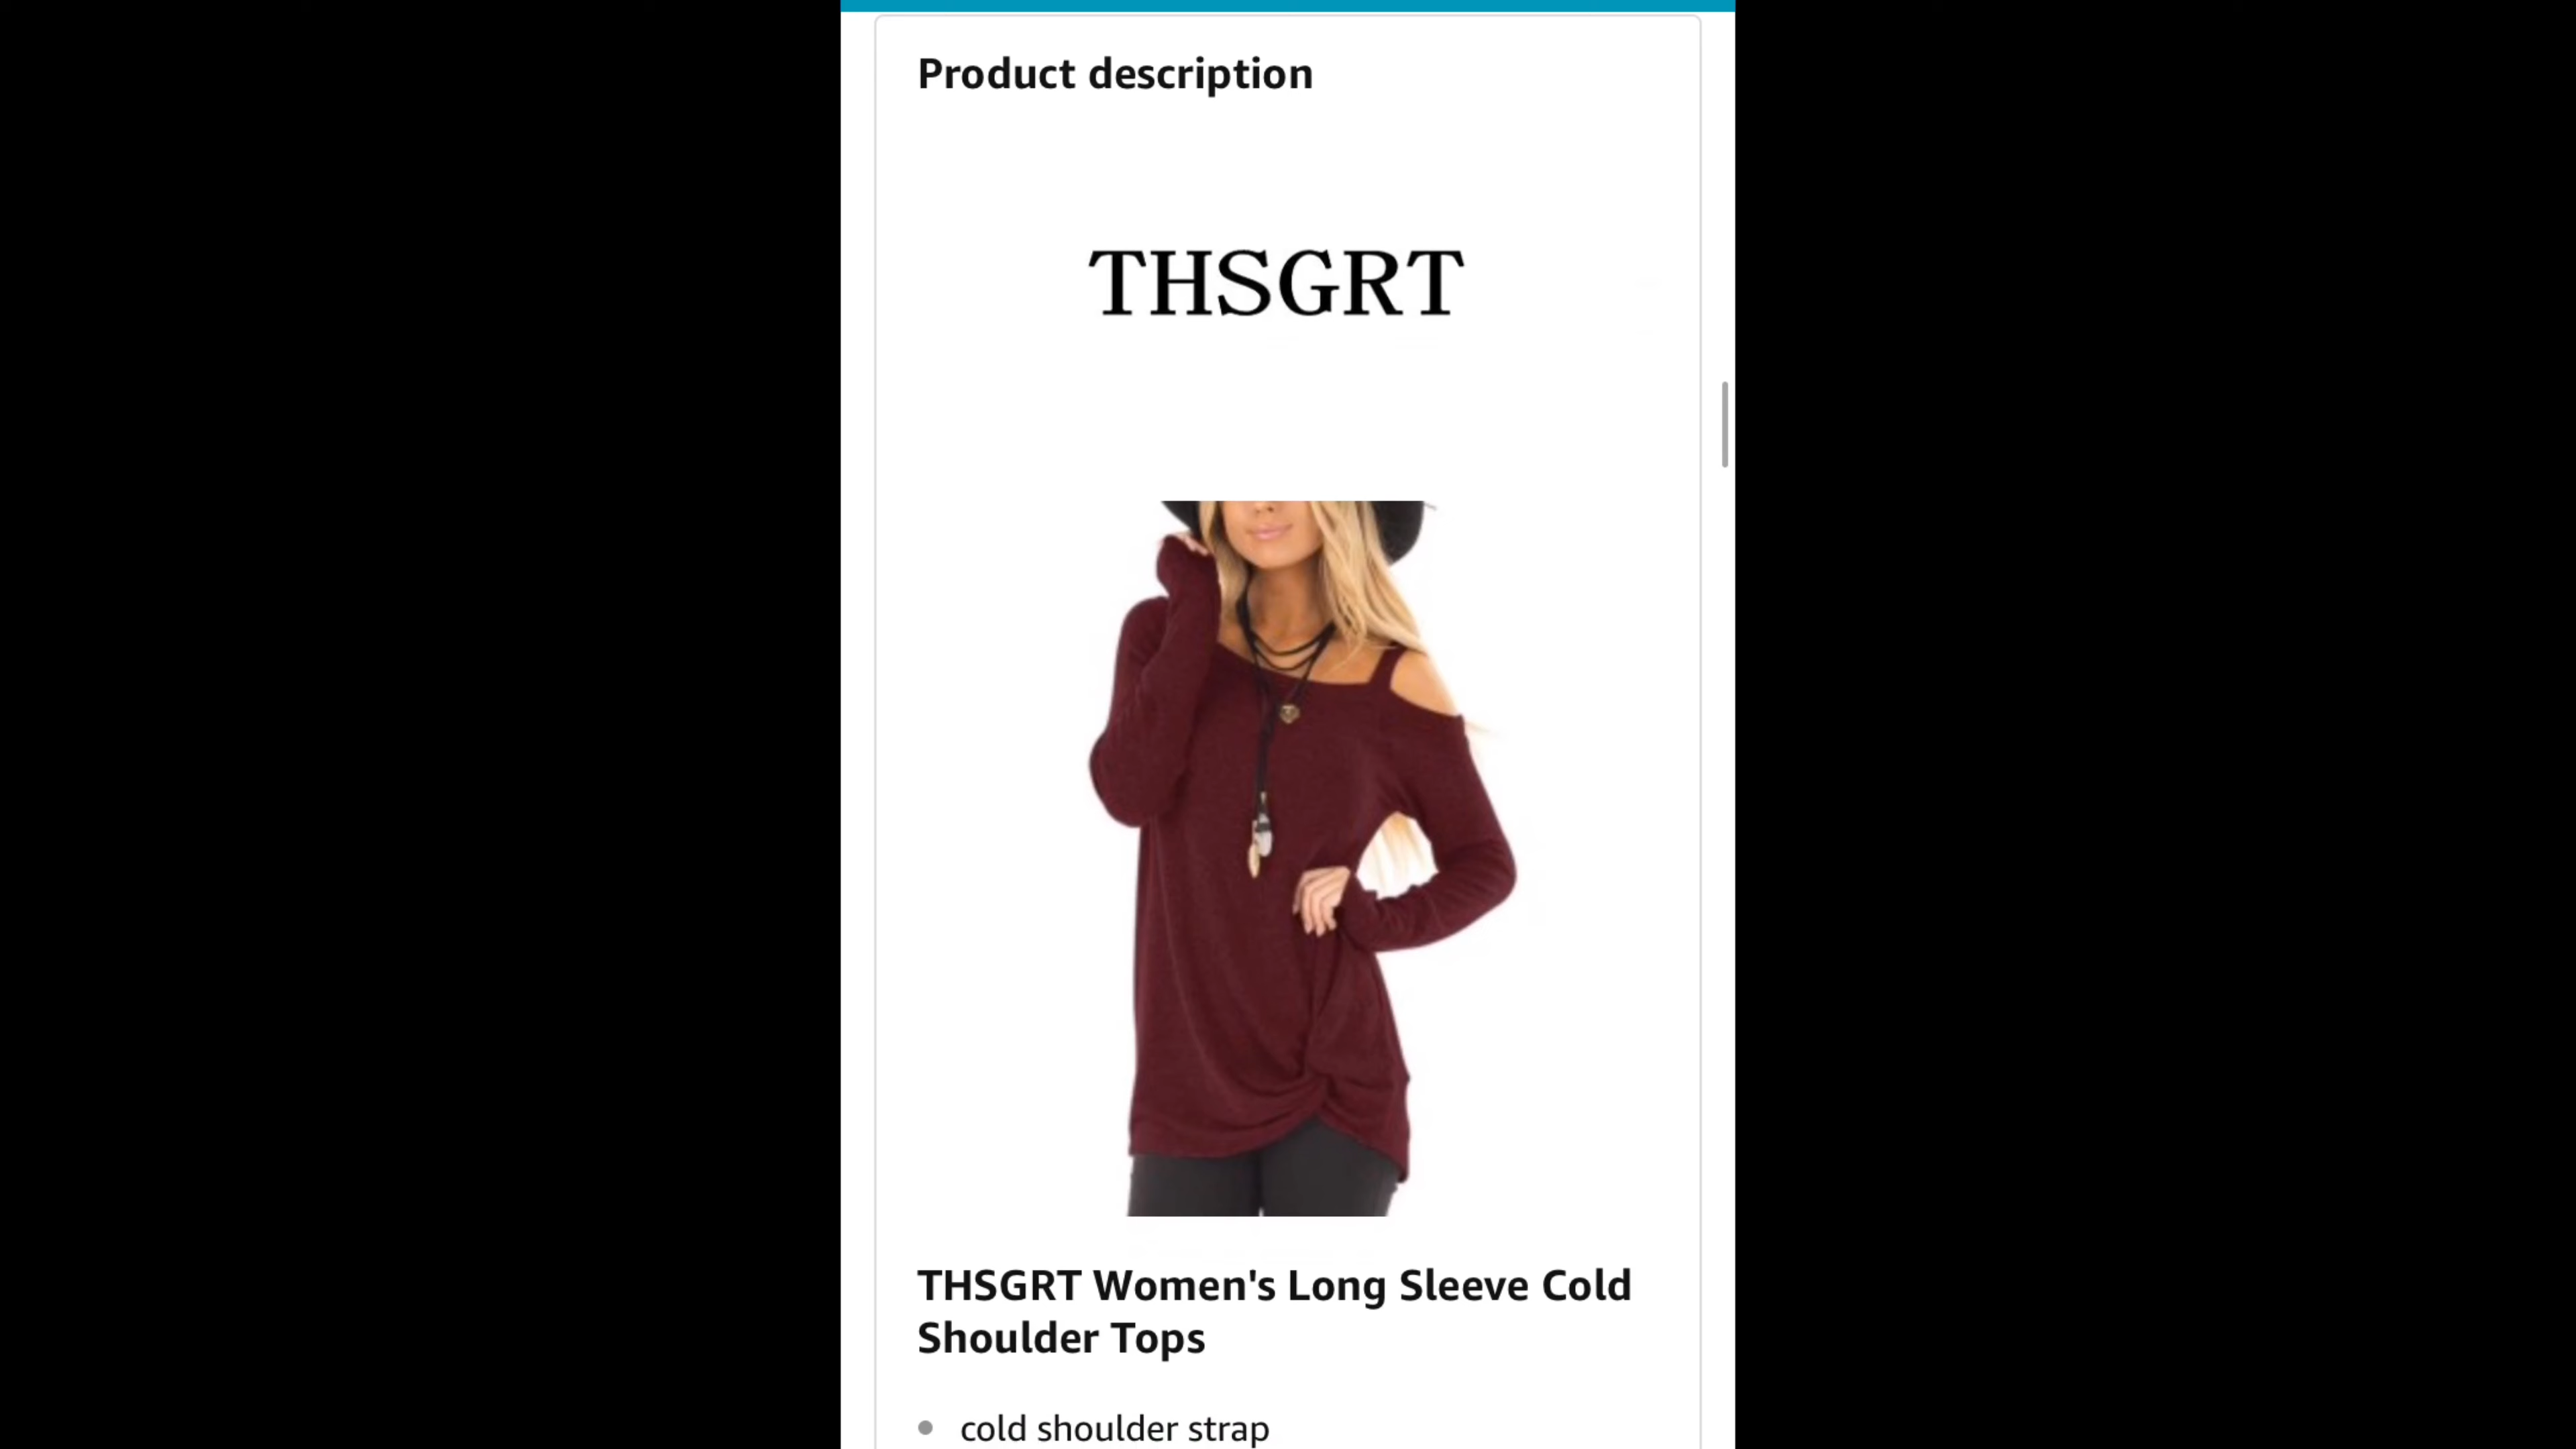 Product description
THSGRT
THSGRT Women's Long Sleeve Cold
Shoulder Tops
cold shoulder strap